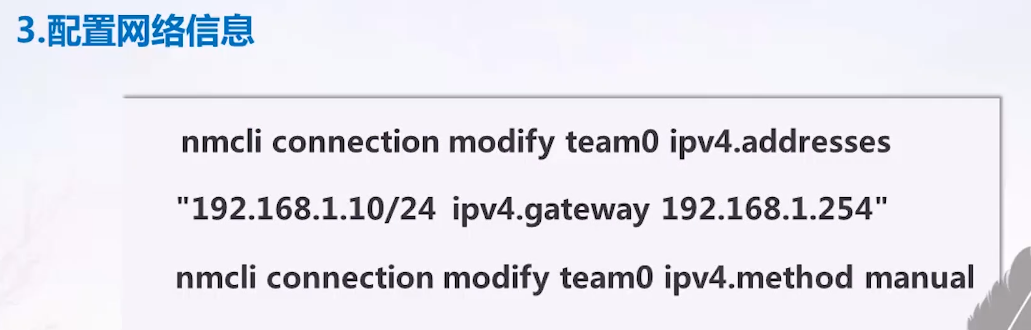 3.配置网络信息
nmcli connection modify team0 ipv4.addresses
"192.168.1.10/24 ipv4.gateway 192.168.1.254"
nmcli connection modify team0 ipv4.method manual